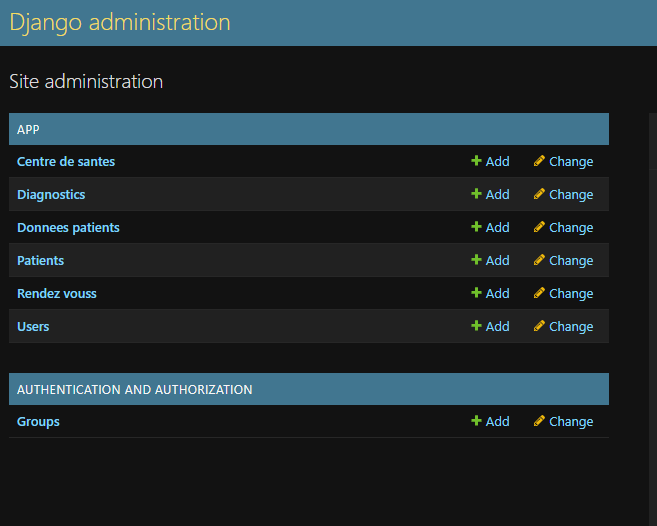 Django administration
Site administration
APP
Centre de santes Add Change
Diagnostics Add Change
Donnees patients Add Change
Patients Add Change
Rendez vouss Add Change
Users Add Change
AUTHENTICATION AND AUTHORIZATION
Groups Add Change